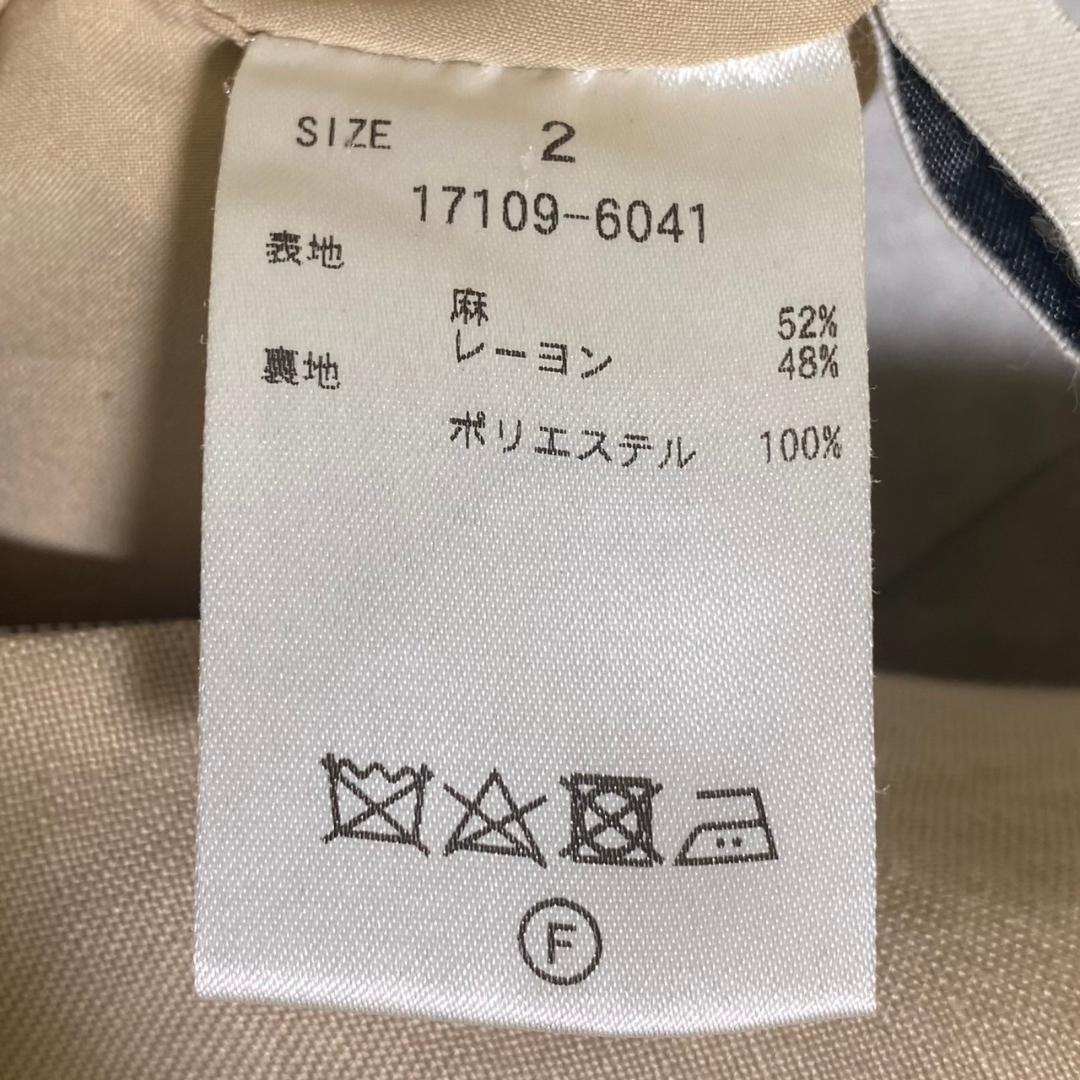 SIZE 2
17109-6041
表地
麻 52%
レーヨン 48%
裏地
ポリエステル 100%
F